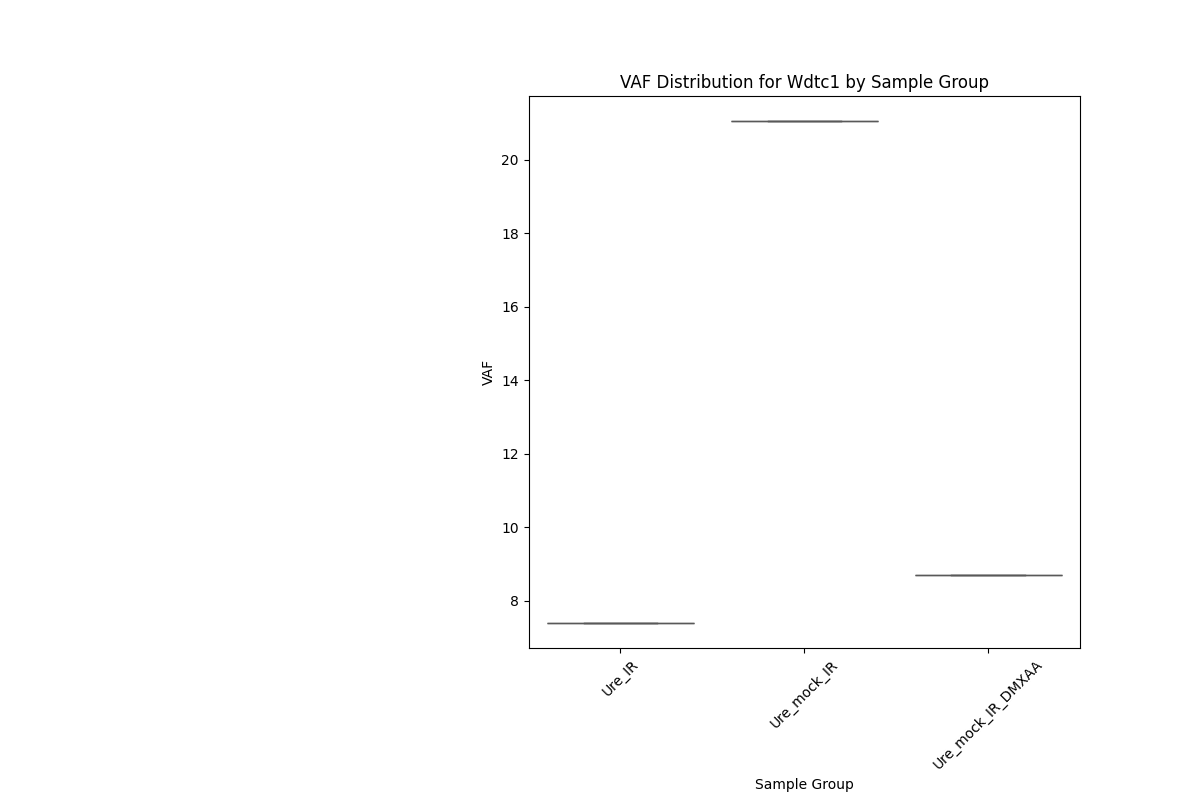 VAF Distribution for Wdtc1 by Sample Group
20
18
16
14
12
10
8
VAF
Ure_IR
Ure_mock_IR
Ure_mock_IR_DMXAA
Sample Group